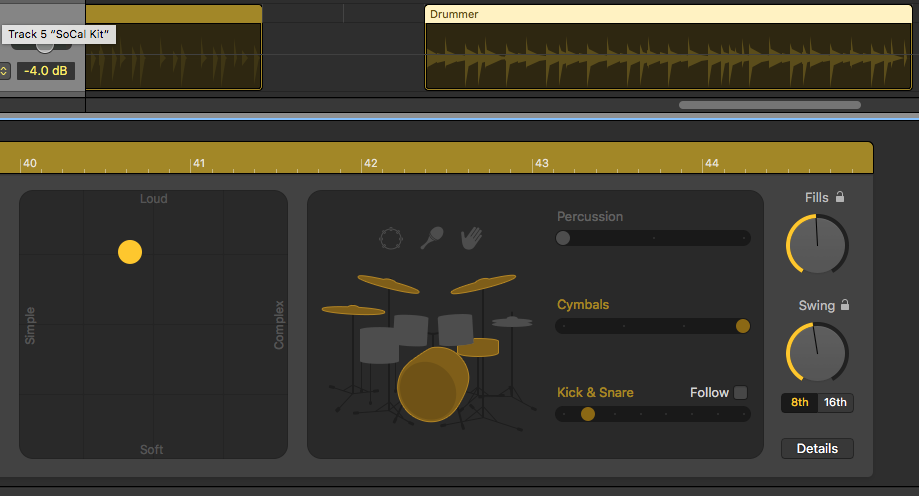 Drummer
Track 5 “SoCal Kit”
-4.0 dB
40 41 42 43 44
Loud
Simple
Complex
Soft
Percussion
Cymbals
Kick & Snare
Follow
Fills
Swing
8th 16th
Details